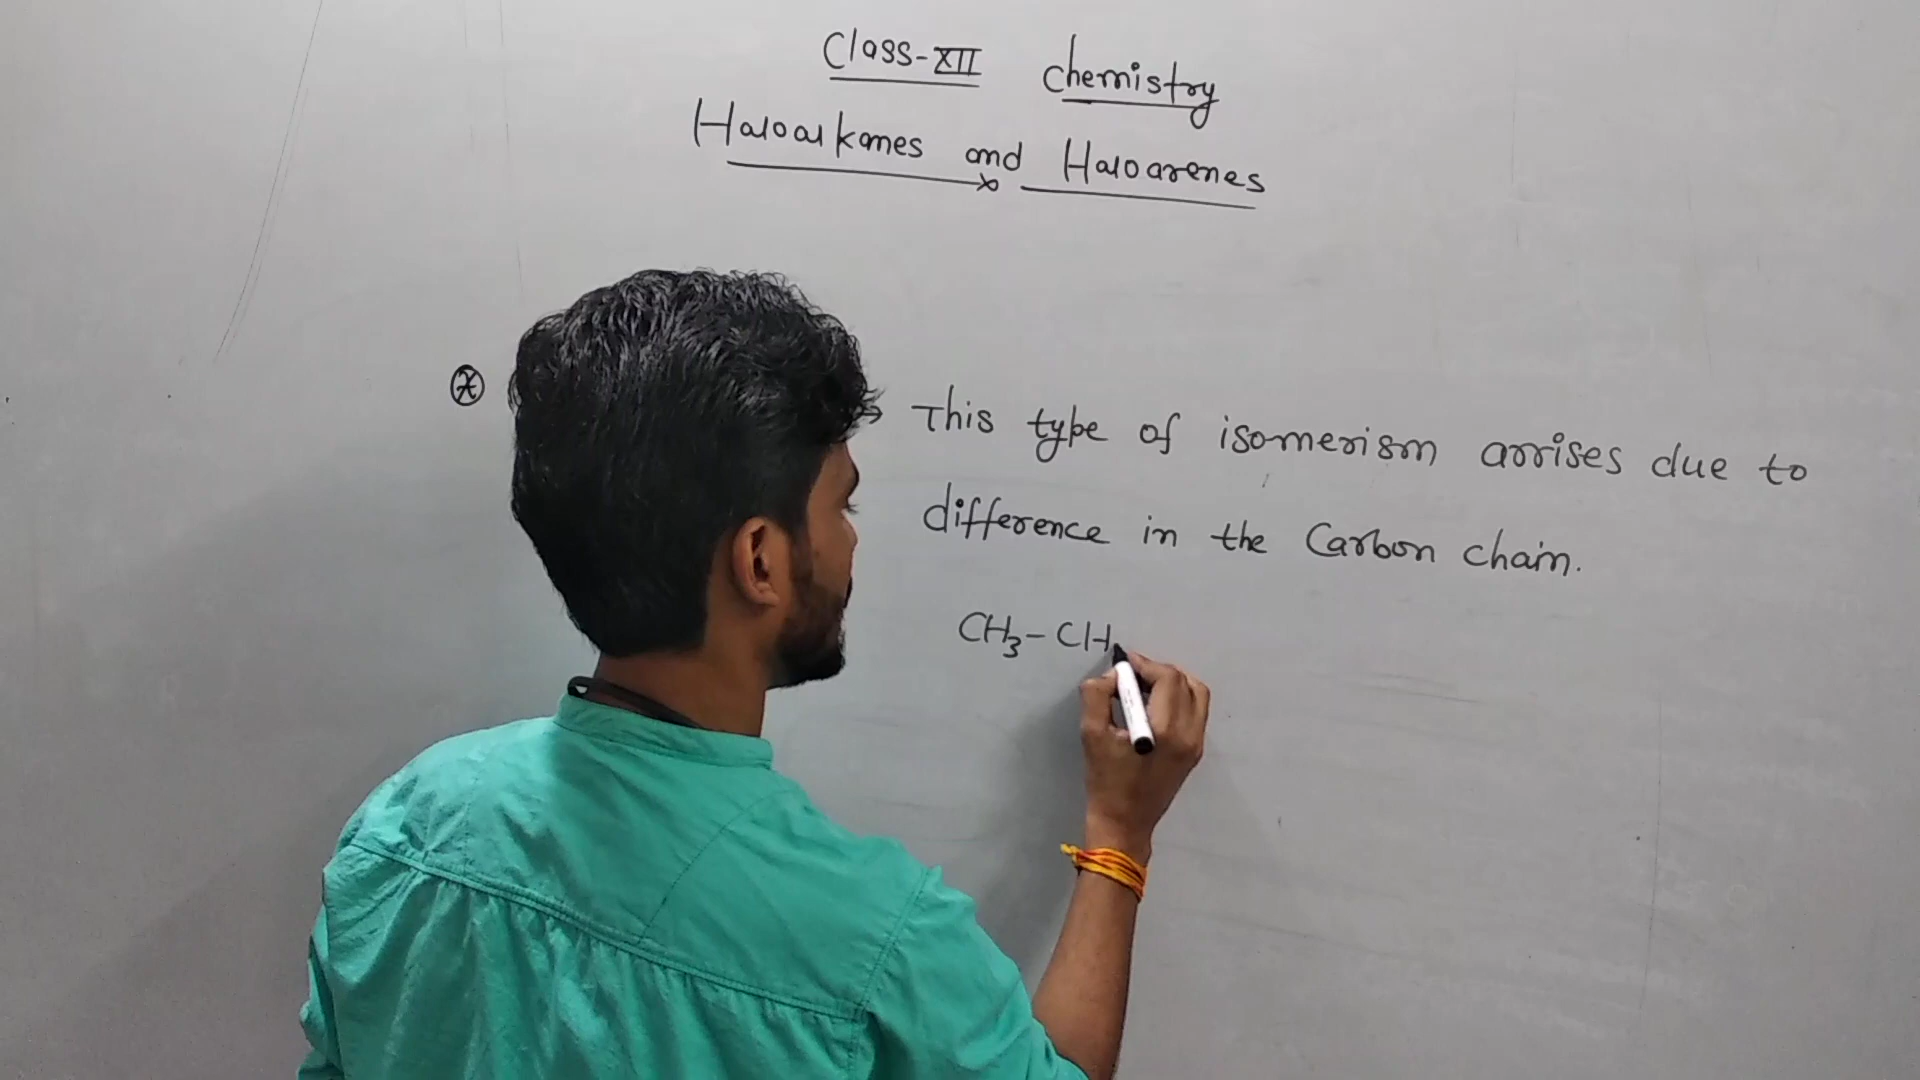 Class-XII Chemistry
Haloalkanes and Haloarenes
→ This type of isomerism arrises due to
difference in the Carbon chain.
CH₃-CH